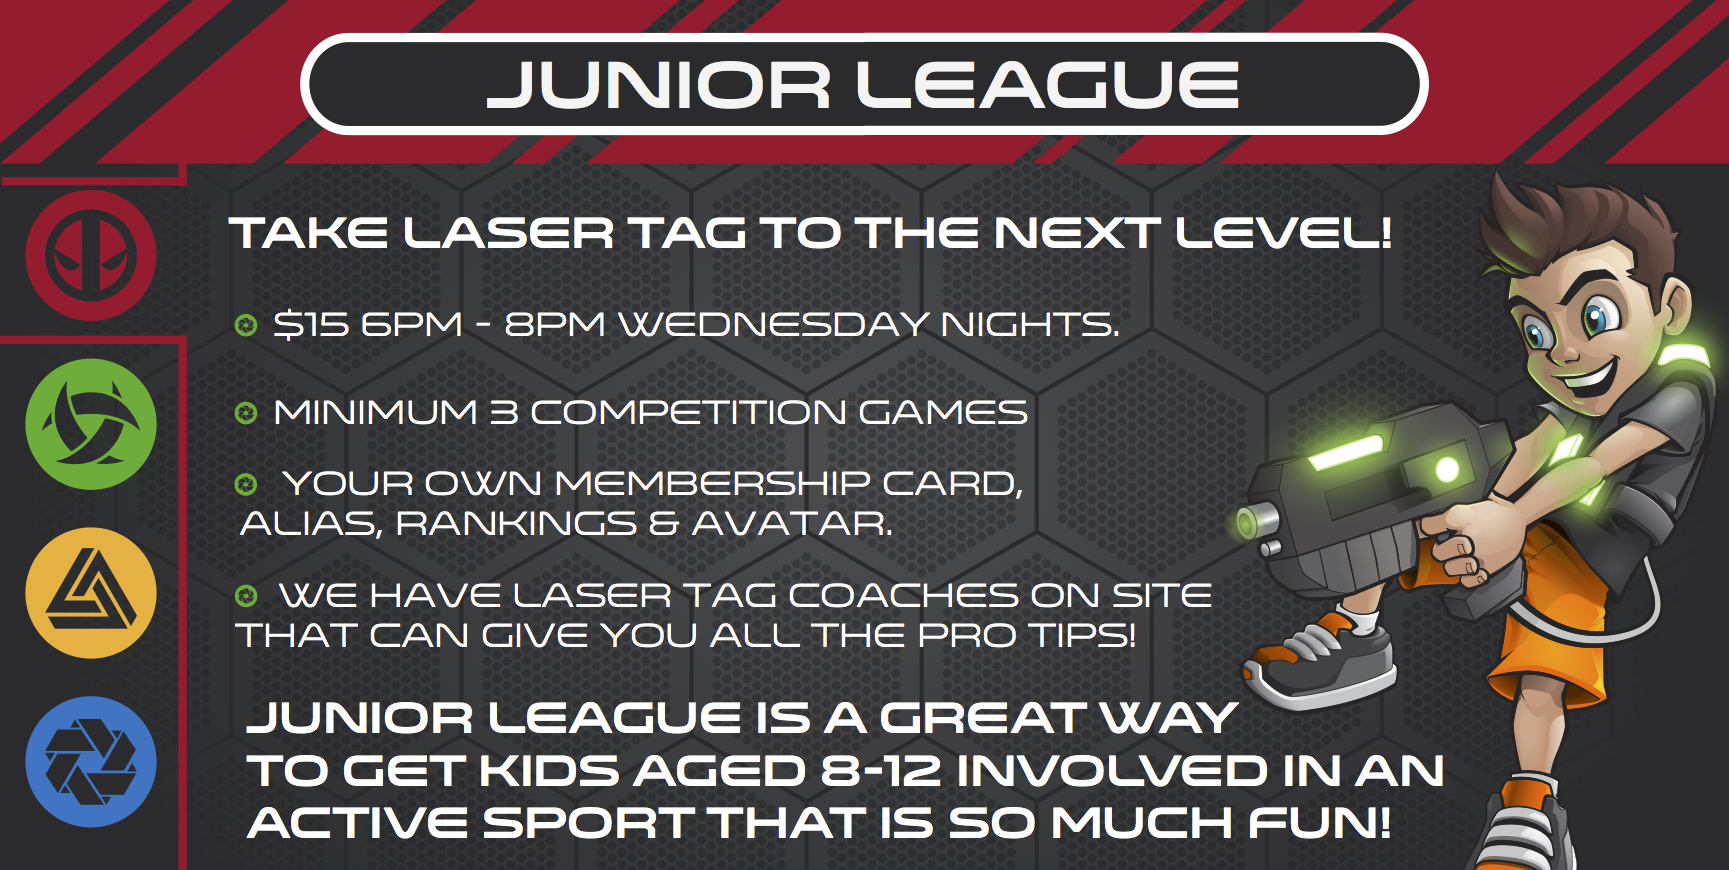 JUNIOR LEAGUE
TAKE LASER TAG TO THE NEXT LEVEL!
$15 6PM - 8PM WEDNESDAY NIGHTS.
MINIMUM 3 COMPETITION GAMES
YOUR OWN MEMBERSHIP CARD,
ALIAS, RANKINGS & AVATAR.
WE HAVE LASER TAG COACHES ON SITE
THAT CAN GIVE YOU ALL THE PRO TIPS!
JUNIOR LEAGUE IS A GREAT WAY
TO GET KIDS AGED 8-12 INVOLVED IN AN
ACTIVE SPORT THAT IS SO MUCH FUN!